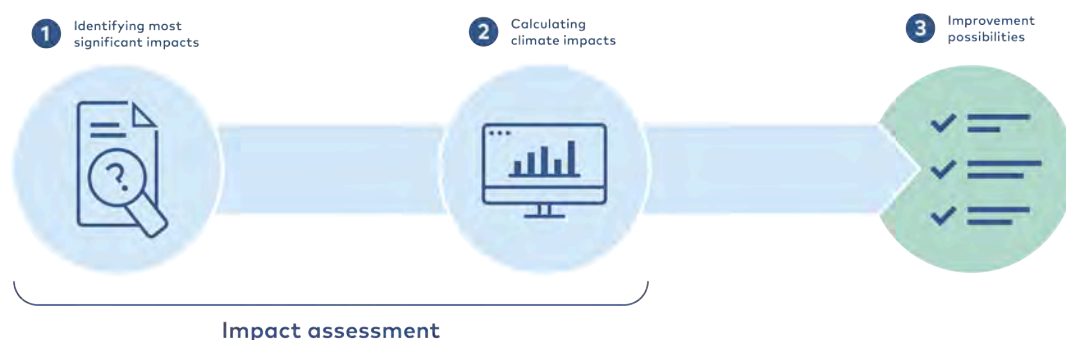 1
Identifying most
significant impacts
2
Calculating
climate impacts
3
Improvement
possibilities
?
Impact assessment